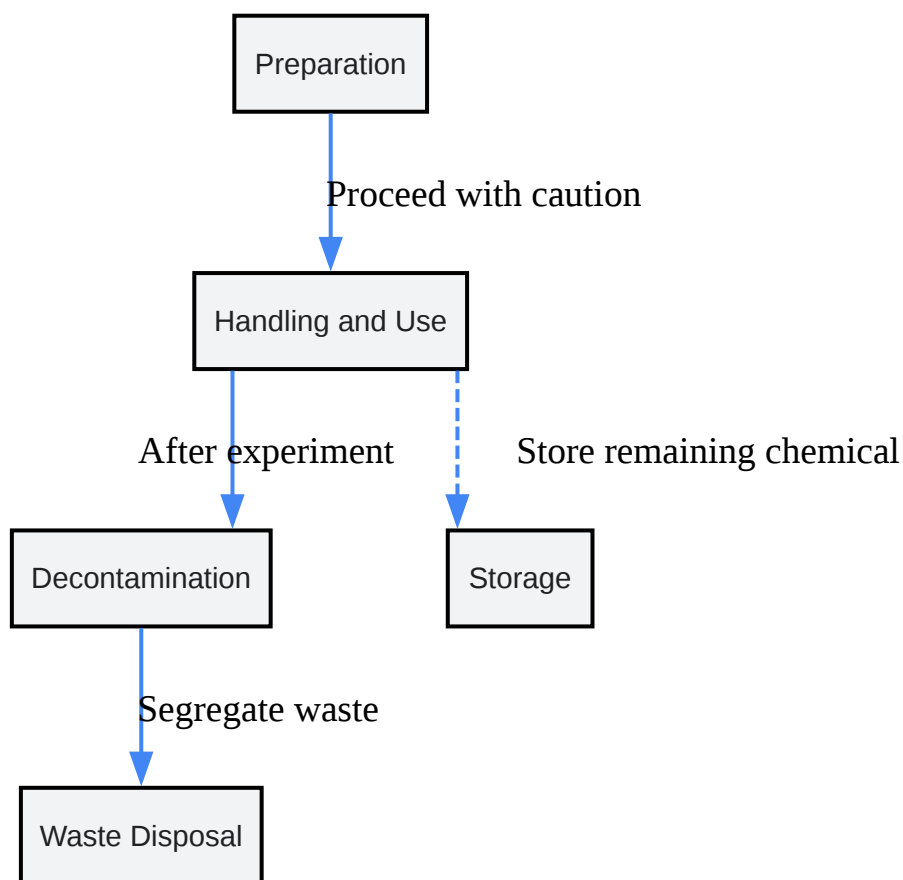 Preparation
Proceed with caution
Handling and Use
After experiment
Store remaining chemical
Decontamination
Storage
Segregate waste
Waste Disposal